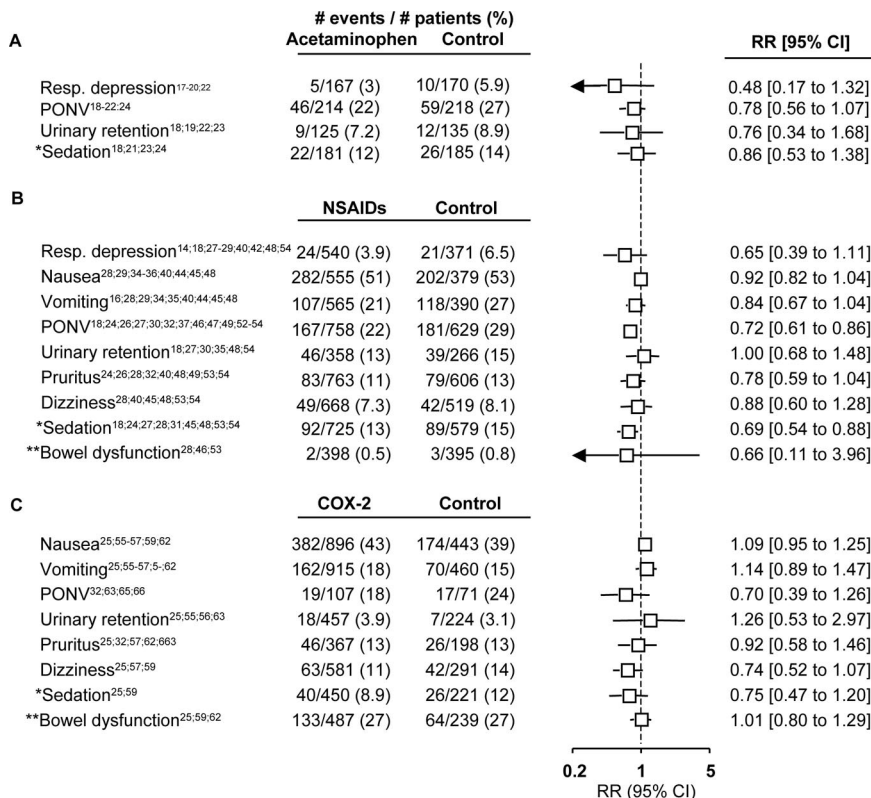 # events / # patients (%)
A Acetaminophen Control RR [95% CI]
Resp. depression17-20;22 5/167 (3) 10/170 (5.9) 0.48 [0.17 to 1.32]
PONV18-22;24 46/214 (22) 59/218 (27) 0.78 [0.56 to 1.07]
Urinary retention18;19;22;23 9/125 (7.2) 12/135 (8.9) 0.76 [0.34 to 1.68]
*Sedation18;21;23;24 22/181 (12) 26/185 (14) 0.86 [0.53 to 1.38]
B NSAIDs Control
Resp. depression14;18;27-29;40;42;48;54 24/540 (3.9) 21/371 (6.5) 0.65 [0.39 to 1.11]
Nausea28;29;34-36;40;44;45;48 282/555 (51) 202/379 (53) 0.92 [0.82 to 1.04]
Vomiting16;28;29;34;35;40;44;45;48 107/565 (21) 118/390 (27) 0.84 [0.67 to 1.04]
PONV18;24;26;27;30;32;37;46;47;49;52-54 167/758 (22) 181/629 (29) 0.72 [0.61 to 0.86]
Urinary retention18;27;30;35;48;54 46/358 (13) 39/266 (15) 1.00 [0.68 to 1.48]
Pruritus24;26;28;32;40;48;49;53;54 83/763 (11) 79/606 (13) 0.78 [0.59 to 1.04]
Dizziness28;40;45;48;53;54 49/668 (7.3) 42/519 (8.1) 0.88 [0.60 to 1.28]
*Sedation18;24;27;28;31;45;48;53;54 92/725 (13) 89/579 (15) 0.69 [0.54 to 0.88]
**Bowel dysfunction28;46;53 2/398 (0.5) 3/395 (0.8) 0.66 [0.11 to 3.96]
C COX-2 Control
Nausea25;55-57;59;62 382/896 (43) 174/443 (39) 1.09 [0.95 to 1.25]
Vomiting25;55-57;5-;62 162/915 (18) 70/460 (15) 1.14 [0.89 to 1.47]
PONV32;63;65;66 19/107 (18) 17/71 (24) 0.70 [0.39 to 1.26]
Urinary retention25;55;56;63 18/457 (3.9) 7/224 (3.1) 1.26 [0.53 to 2.97]
Pruritus25;32;57;62;663 46/367 (13) 26/198 (13) 0.92 [0.58 to 1.46]
Dizziness25;57;59 63/581 (11) 42/291 (14) 0.74 [0.52 to 1.07]
*Sedation25;59 40/450 (8.9) 26/221 (12) 0.75 [0.47 to 1.20]
**Bowel dysfunction25;59;62 133/487 (27) 64/239 (27) 1.01 [0.80 to 1.29]
0.2 1 5
RR (95% CI)